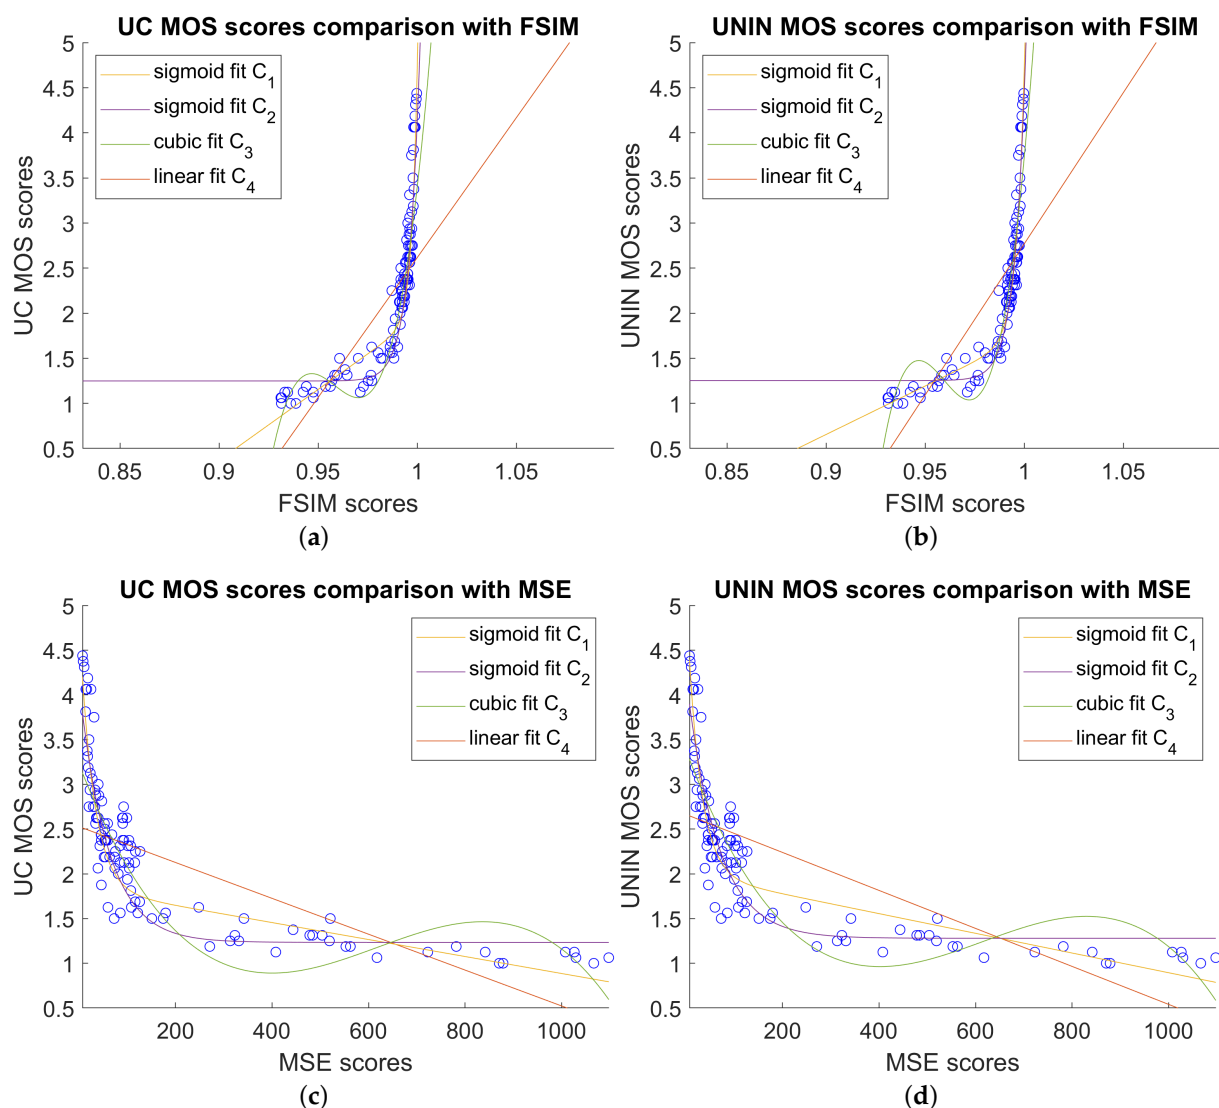 UC MOS scores comparison with FSIM
5
4.5
4
3.5
3
2.5
2
1.5
1
0.5
UC MOS scores
sigmoid fit C1
sigmoid fit C2
cubic fit C3
linear fit C4
0.85 0.9 0.95 1 1.05
FSIM scores
(a)
UNIN MOS scores comparison with FSIM
5
4.5
4
3.5
3
2.5
2
1.5
1
0.5
UNIN MOS scores
sigmoid fit C1
sigmoid fit C2
cubic fit C3
linear fit C4
0.85 0.9 0.95 1 1.05
FSIM scores
(b)
UC MOS scores comparison with MSE
5
4.5
4
3.5
3
2.5
2
1.5
1
0.5
UC MOS scores
sigmoid fit C1
sigmoid fit C2
cubic fit C3
linear fit C4
200 400 600 800 1000
MSE scores
(c)
UNIN MOS scores comparison with MSE
5
4.5
4
3.5
3
2.5
2
1.5
1
0.5
UNIN MOS scores
sigmoid fit C1
sigmoid fit C2
cubic fit C3
linear fit C4
200 400 600 800 1000
MSE scores
(d)